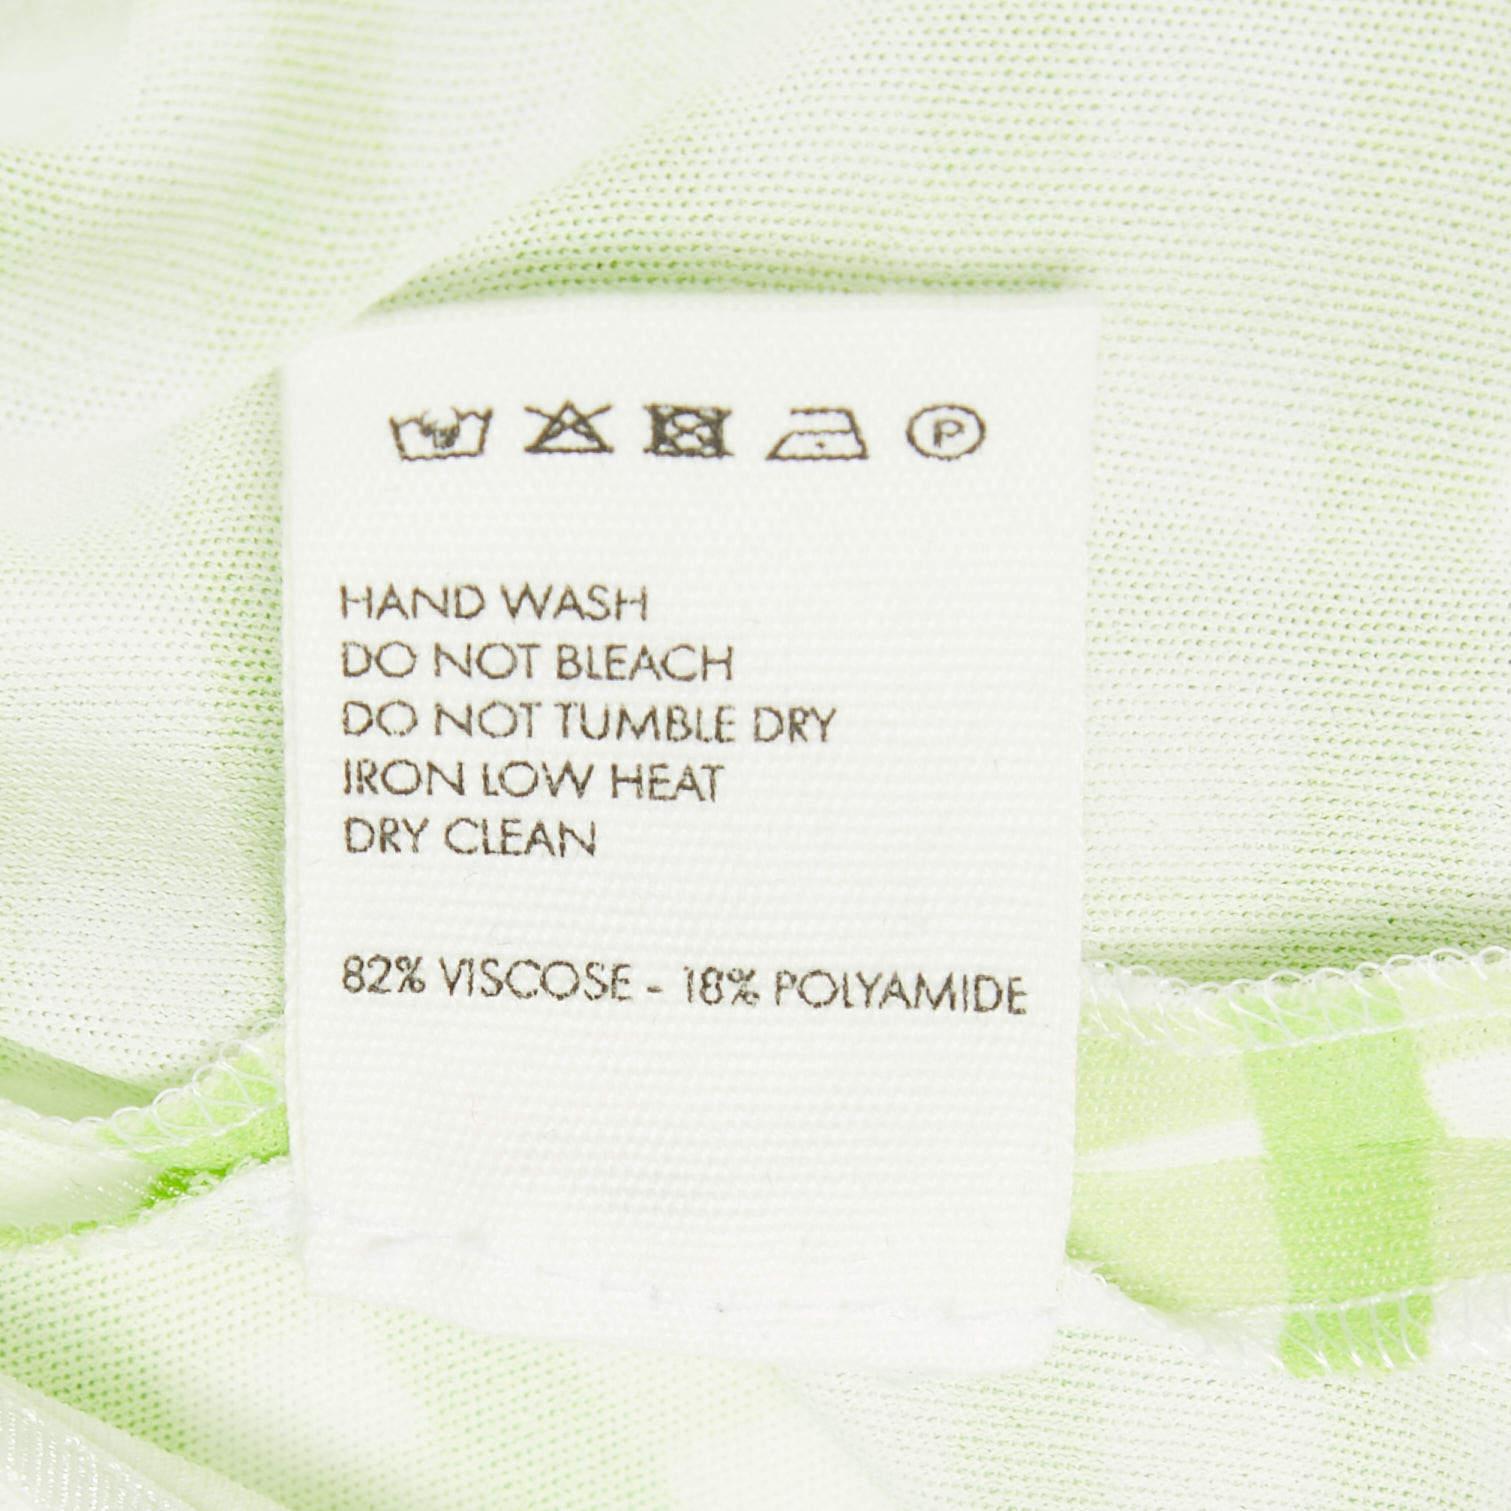 P
HAND WASH
DO NOT BLEACH
DO NOT TUMBLE DRY
IRON LOW HEAT
DRY CLEAN
82% VISCOSE - 18% POLYAMIDE